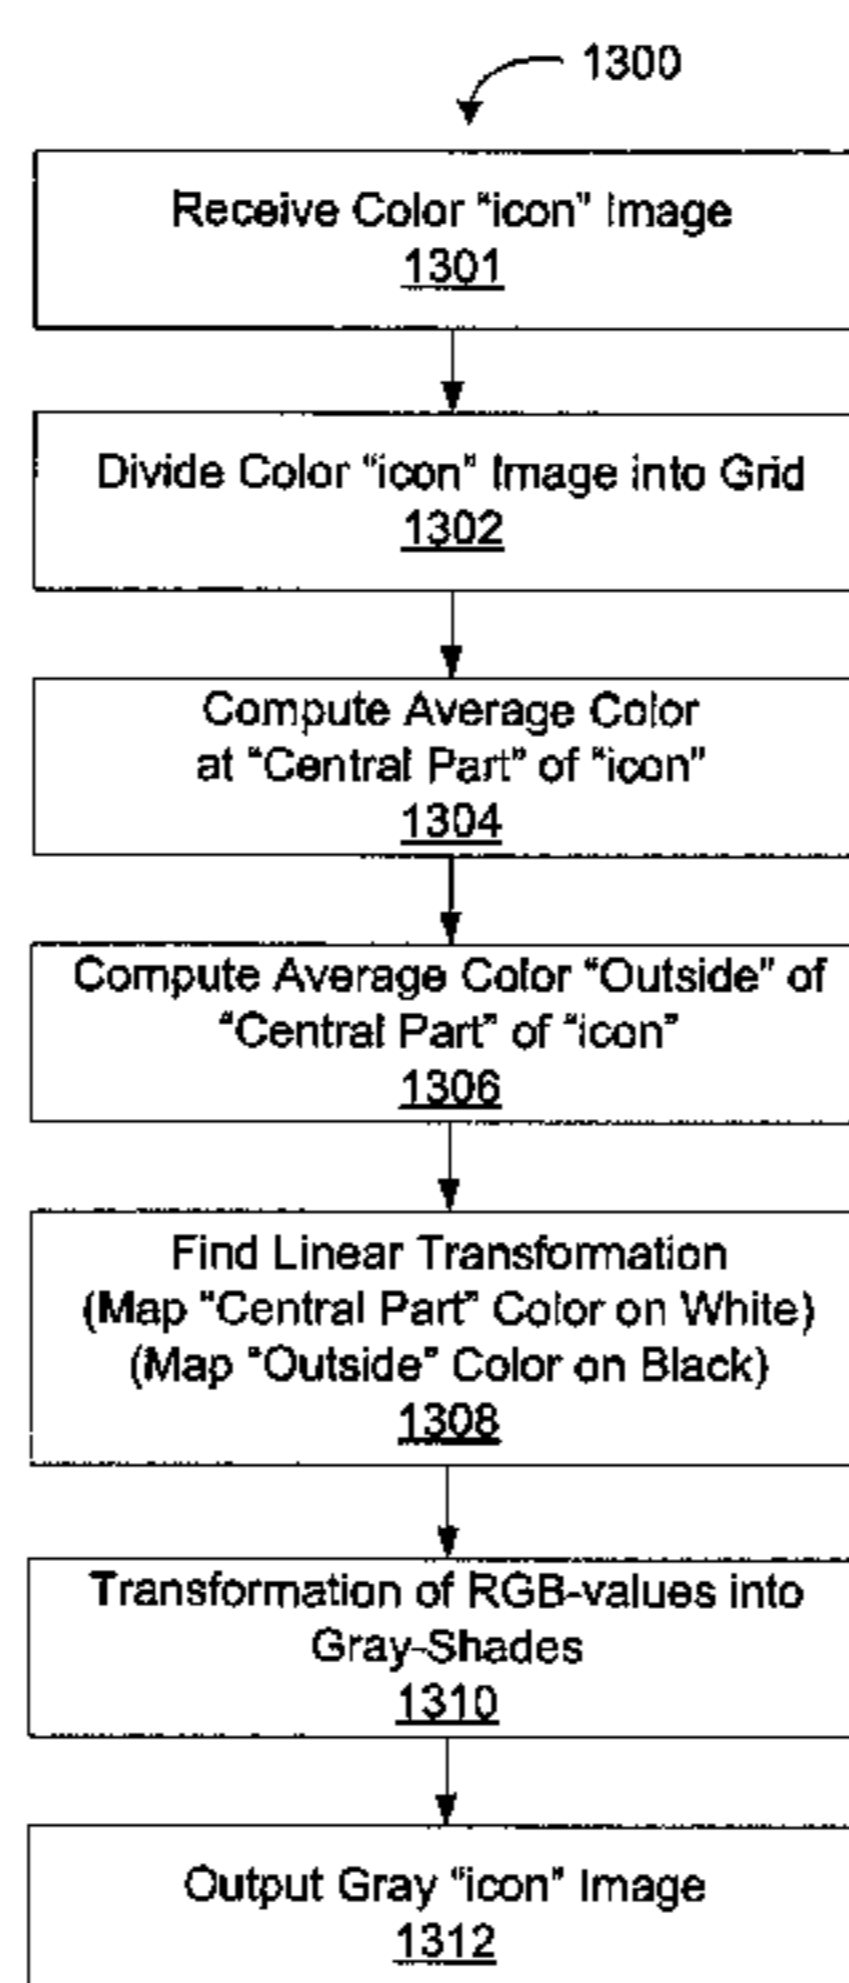 1300
Receive Color “icon” Image
1301
Divide Color “icon” Image into Grid
1302
Compute Average Color
at “Central Part” of “icon”
1304
Compute Average Color “Outside” of
“Central Part” of “icon”
1306
Find Linear Transformation
(Map “Central Part” Color on White)
(Map “Outside” Color on Black)
1308
Transformation of RGB-values into
Gray-Shades
1310
Output Gray “icon” Image
1312